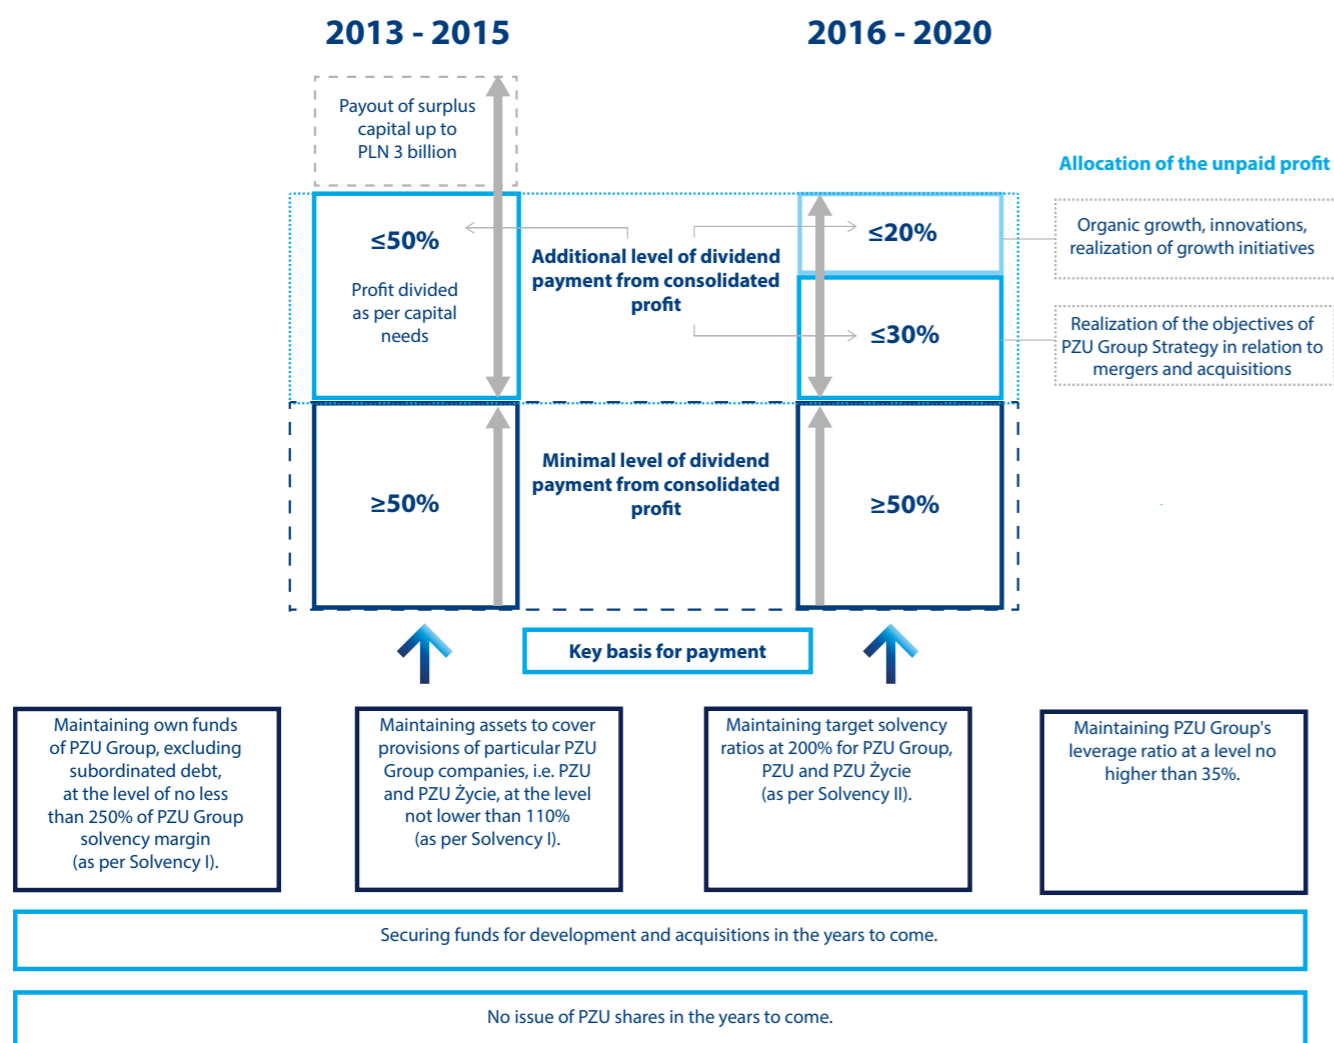 2013 - 2015
2016 - 2020
Payout of surplus
capital up to
PLN 3 billion
Allocation of the unpaid profit
≤50%
Profit divided
as per capital
needs
Additional level of dividend
payment from consolidated
profit
≤20%
≤30%
Organic growth, innovations,
realization of growth initiatives
Realization of the objectives of
PZU Group Strategy in relation to
mergers and acquisitions
≥50%
Minimal level of dividend
payment from consolidated
profit
≥50%
Key basis for payment
Maintaining own funds
of PZU Group, excluding
subordinated debt,
at the level of no less
than 250% of PZU Group
solvency margin
(as per Solvency I).
Maintaining assets to cover
provisions of particular PZU
Group companies, i.e. PZU
and PZU Życie, at the level
not lower than 110%
(as per Solvency I).
Maintaining target solvency
ratios at 200% for PZU Group,
PZU and PZU Życie
(as per Solvency II).
Maintaining PZU Group's
leverage ratio at a level no
higher than 35%.
Securing funds for development and acquisitions in the years to come.
No issue of PZU shares in the years to come.